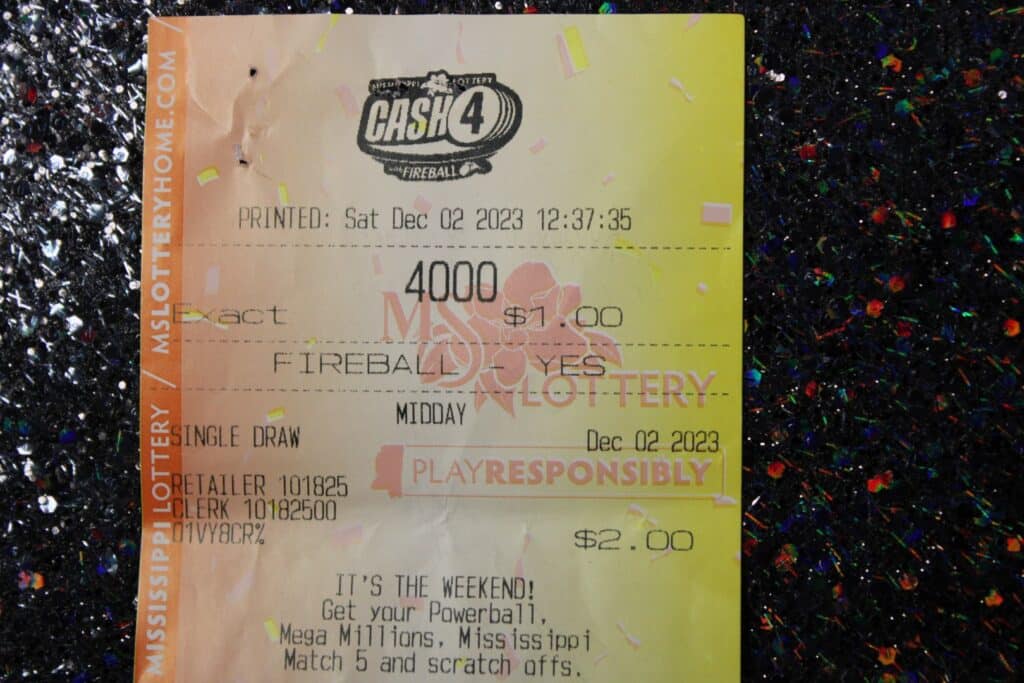 MISSISSIPPI LOTTERY
CASH 4
with FIREBALL
PRINTED: Sat Dec 02 2023 12:37:35
4000
Exact $1.00
FIREBALL - YES
MS LOTTERY
MIDDAY
SINGLE DRAW Dec 02 2023
PLAYRESPONSIBLY
RETAILER 101825
CLERK 10182500
01VY8CR% $2.00
IT'S THE WEEKEND!
Get your Powerball,
Mega Millions, Mississippi
Match 5 and scratch offs.
MISSISSIPPI LOTTERY / MSLOTTERYHOME.COM /